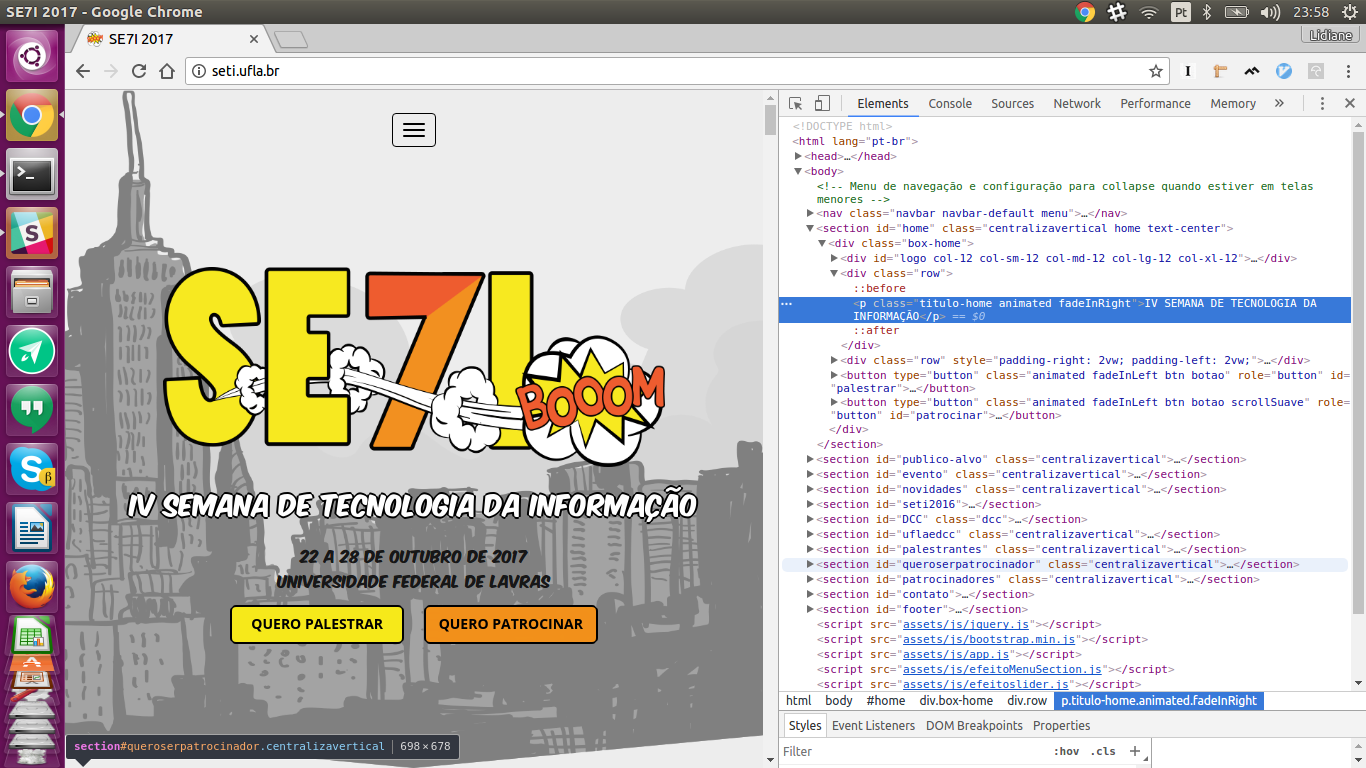 SE7I 2017 - Google Chrome
Pt
23:58
SE7I 2017
Lidiane
seti.ufla.br
SE7I
BOOOM
IV SEMANA DE TECNOLOGIA DA INFORMAÇÃO
22 A 28 DE OUTUBRO DE 2017
UNIVERSIDADE FEDERAL DE LAVRAS
QUERO PALESTRAR
QUERO PATROCINAR
section#queroserpatrocinador.centralizavertical | 698 × 678
Elements Console Sources Network Performance Memory »
<!DOCTYPE html>
<html lang="pt-br">
<head>…</head>
<body>
<!-- Menu de navegação e configuração para collapse quando estiver em telas
menores -->
<nav class="navbar navbar-default menu">…</nav>
<section id="home" class="centralizavertical home text-center">
<div class="box-home">
<div id="logo col-12 col-sm-12 col-md-12 col-lg-12 col-xl-12">…</div>
<div class="row">
::before
<p class="titulo-home animated fadeInRight">IV SEMANA DE TECNOLOGIA DA
INFORMAÇÃO</p> == $0
::after
</div>
<div class="row" style="padding-right: 2vw; padding-left: 2vw;">…</div>
<button type="button" class="animated fadeInLeft btn botao" role="button" id=
"palestrar">…</button>
<button type="button" class="animated fadeInLeft btn botao scrollSuave" role=
"button" id="patrocinar">…</button>
</div>
</section>
<section id="publico-alvo" class="centralizavertical">…</section>
<section id="evento" class="centralizavertical">…</section>
<section id="novidades" class="centralizavertical">…</section>
<section id="seti2016">…</section>
<section id="DCC" class="dcc">…</section>
<section id="uflaedcc" class="centralizavertical">…</section>
<section id="palestrantes" class="centralizavertical">…</section>
<section id="queroserpatrocinador" class="centralizavertical">…</section>
<section id="patrocinadores" class="centralizavertical">…</section>
<section id="contato" class="centralizavertical">…</section>
<section id="footer">…</section>
<script src="assets/js/jquery.js"></script>
<script src="assets/js/bootstrap.min.js"></script>
<script src="assets/js/app.js"></script>
<script src="assets/js/efeitoMenuSection.js"></script>
<script src="assets/js/efeitoslider.js"></script>
html body #home div.box-home div.row p.titulo-home.animated.fadeInRight
Styles Event Listeners DOM Breakpoints Properties
Filter :hov .cls +